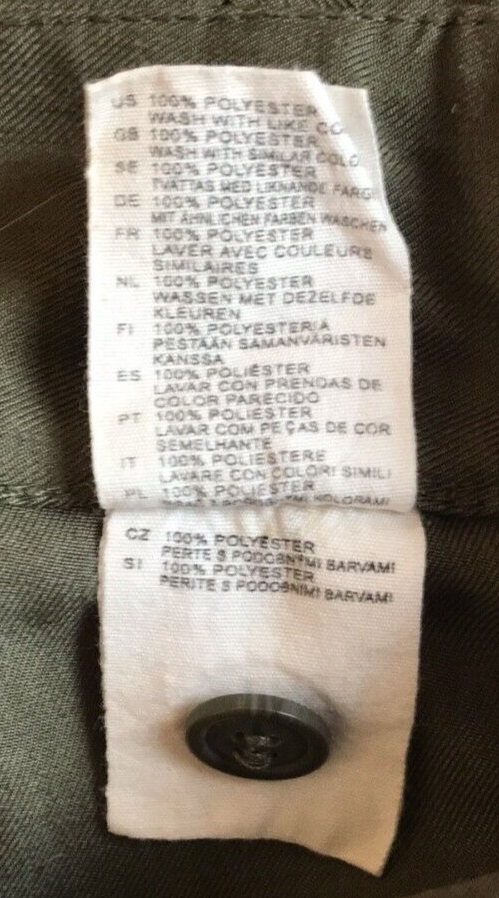 US 100% POLYESTER
WASH WITH LIKE
GB 100% POLYESTER
WASH WITH SIMILAR
SE 100% POLYESTER
TVÄTTAS MED LIKNANDE
DE 100% POLYESTER
MIT ÄHNLICHEN FARBEN WASCHEN
FR 100% POLYESTER
LAVER AVEC COULEURS
SIMILAIRES
NL 100% POLYESTER
WASSEN MET DEZELFDE
KLEUREN
FI 100% POLYESTERIÄ
PESTÄÄN SAMANVÄRISTEN
KANSSA
ES 100% POLIÉSTER
LAVAR CON PRENDAS DE
COLOR PARECIDO
PT 100% POLIÉSTER
LAVAR COM PEÇAS DE COR
SEMELHANTE
IT 100% POLIESTERE
LAVARE CON COLORI SIMILI
PL 100% POLIESTER
CZ 100% POLYESTER
PERTE S PODOBNÝMI BARVAMI
SI 100% POLYESTER
PERITE S PODOBNIMI BARVAMI